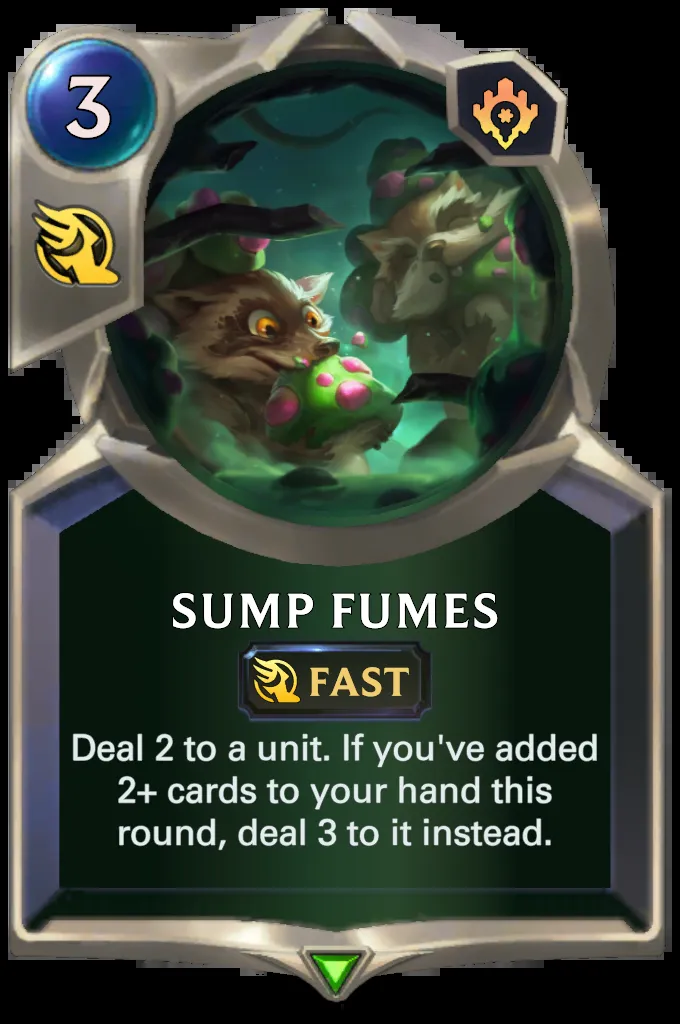 3
SUMP FUMES
FAST
Deal 2 to a unit. If you've added
2+ cards to your hand this
round, deal 3 to it instead.